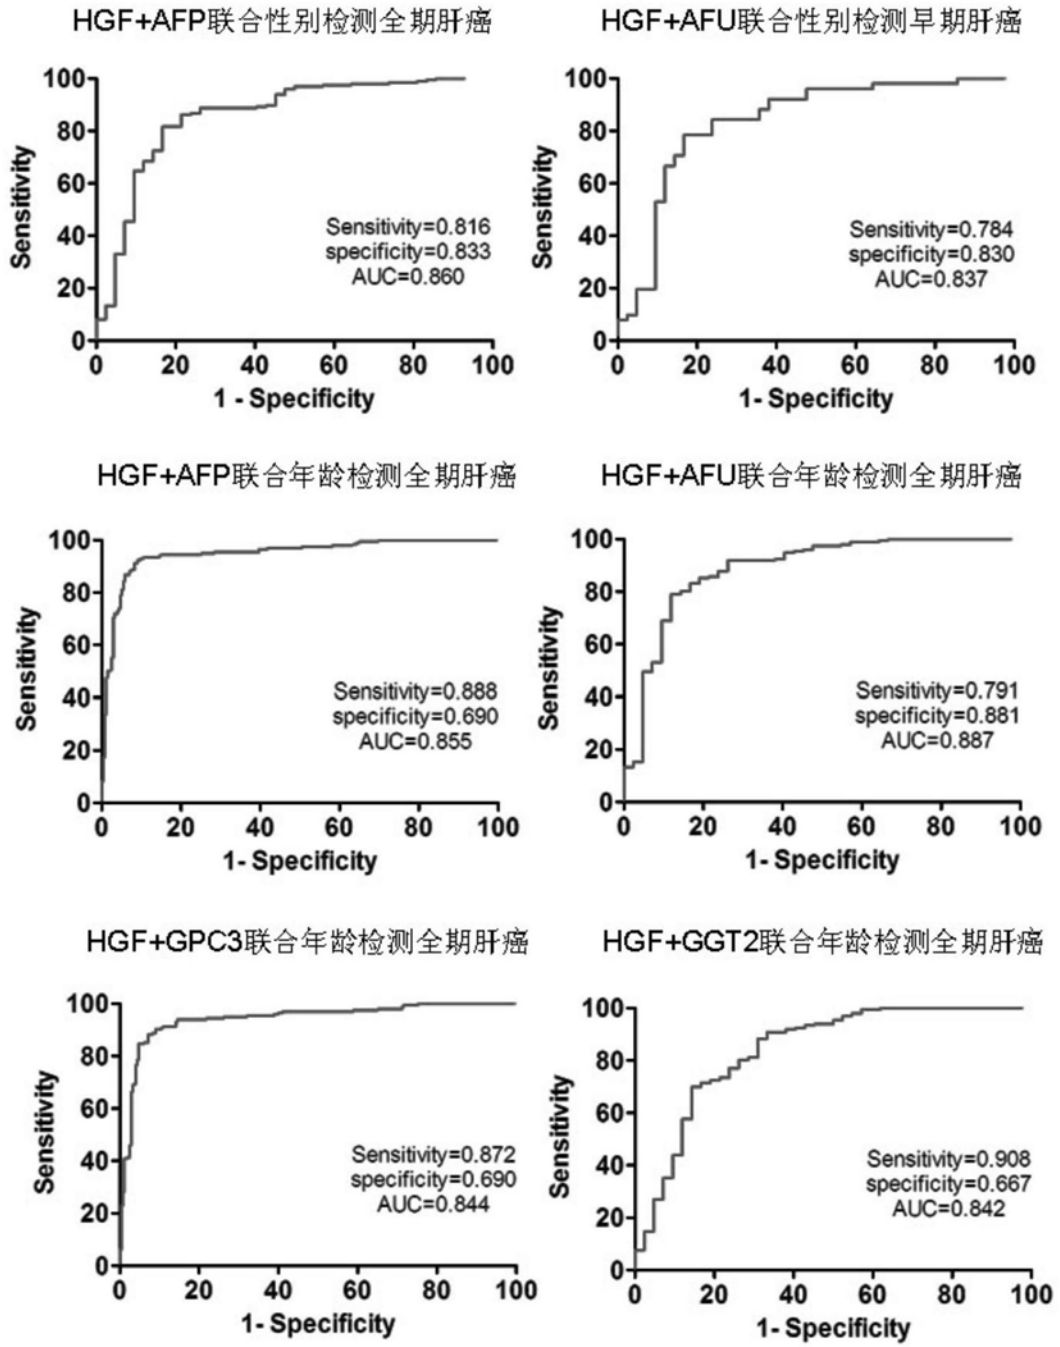 HGF+AFP联合性别检测全期肝癌
100
80
60
40
20
0
Sensitivity
Sensitivity=0.816
specificity=0.833
AUC=0.860
0 20 40 60 80 100
1 - Specificity
HGF+AFU联合性别检测早期肝癌
100
80
60
40
20
0
Sensitivity
Sensitivity=0.784
specificity=0.830
AUC=0.837
0 20 40 60 80 100
1 - Specificity
HGF+AFP联合年龄检测全期肝癌
100
80
60
40
20
0
Sensitivity
Sensitivity=0.888
specificity=0.690
AUC=0.855
0 20 40 60 80 100
1- Specificity
HGF+AFU联合年龄检测全期肝癌
100
80
60
40
20
0
Sensitivity
Sensitivity=0.791
specificity=0.881
AUC=0.887
0 20 40 60 80 100
1- Specificity
HGF+GPC3联合年龄检测全期肝癌
100
80
60
40
20
0
Sensitivity
Sensitivity=0.872
specificity=0.690
AUC=0.844
0 20 40 60 80 100
1- Specificity
HGF+GGT2联合年龄检测全期肝癌
100
80
60
40
20
0
Sensitivity
Sensitivity=0.908
specificity=0.667
AUC=0.842
0 20 40 60 80 100
1- Specificity